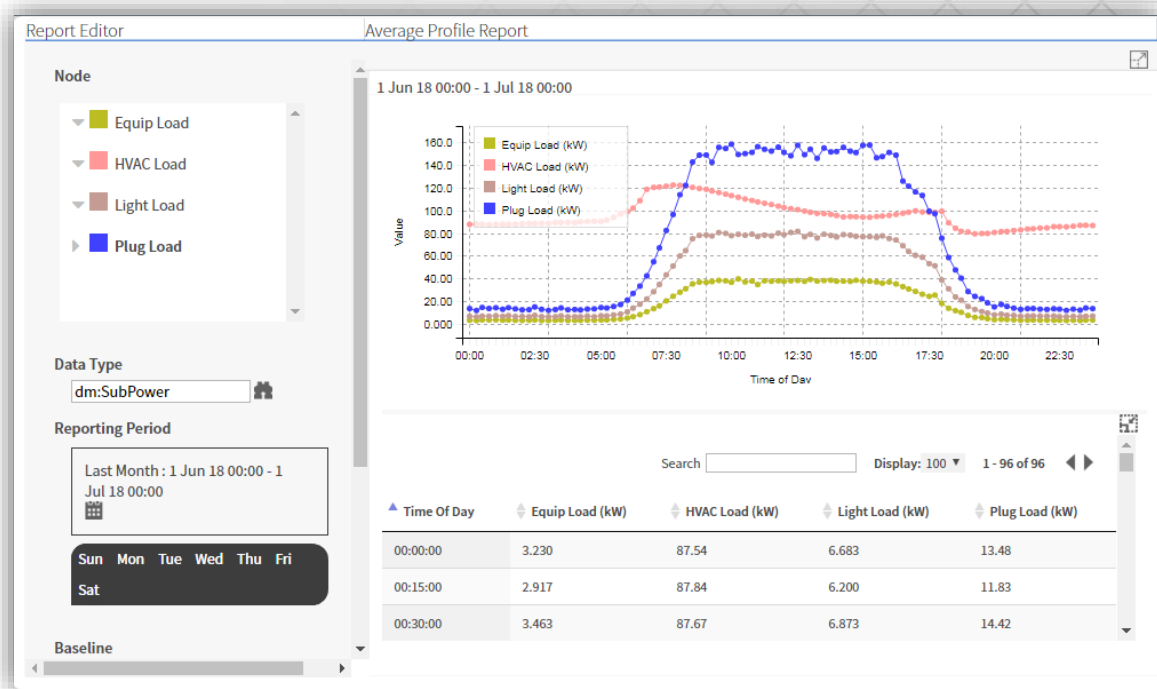 Report Editor
Average Profile Report
Node
Equip Load
HVAC Load
Light Load
Plug Load
Data Type
dm:SubPower
Reporting Period
Last Month : 1 Jun 18 00:00 - 1
Jul 18 00:00
Sun Mon Tue Wed Thu Fri
Sat
Baseline
1 Jun 18 00:00 - 1 Jul 18 00:00
Equip Load (kW)
HVAC Load (kW)
Light Load (kW)
Plug Load (kW)
Value
160.0
140.0
120.0
100.0
80.00
60.00
40.00
20.00
0.000
00:00 02:30 05:00 07:30 10:00 12:30 15:00 17:30 20:00 22:30
Time of Day
Search Display: 100 1 - 96 of 96
Time Of Day Equip Load (kW) HVAC Load (kW) Light Load (kW) Plug Load (kW)
00:00:00 3.230 87.54 6.683 13.48
00:15:00 2.917 87.84 6.200 11.83
00:30:00 3.463 87.67 6.873 14.42